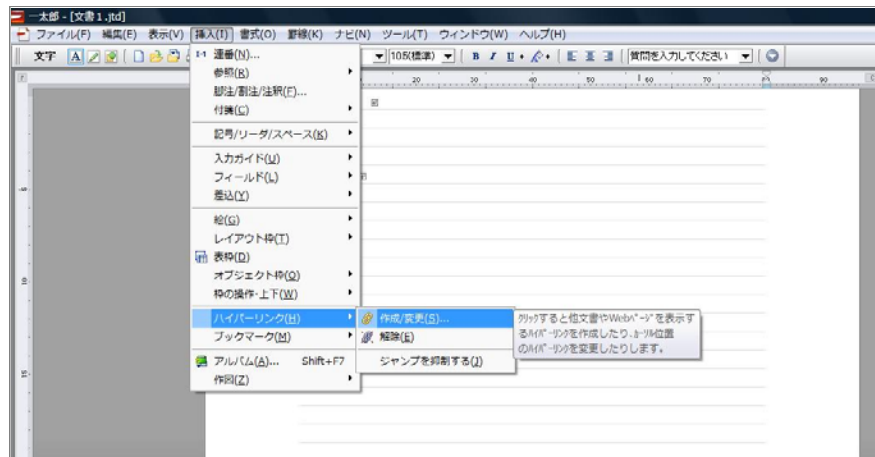 一太郎 - [文書1.jtd]
ファイル(F) 編集(E) 表示(V) 挿入(I) 書式(O) 罫線(K) ナビ(N) ツール(T) ウィンドウ(W) ヘルプ(H)
文字 A 10.5(標準) B I U 質問を入力してください
20 30 40 50 60 70 80 90
連番(N)...
参照(R)
脚注/割注/注釈(F)...
付箋(C)
記号/リーダ/スペース(K)
入力ガイド(U)
フィールド(L)
差込(Y)
絵(G)
レイアウト枠(T)
表枠(D)
オブジェクト枠(O)
枠の操作・上下(W)
ハイパーリンク(H)
ブックマーク(M)
アルバム(A)... Shift+F7
作図(Z)
作成/変更(S)...
解除(E)
ジャンプを抑制する(J)
クリックすると他文書やWebページを表示す
るハイパーリンクを作成したり、カーソル位置
のハイパーリンクを変更したりします。
5
15